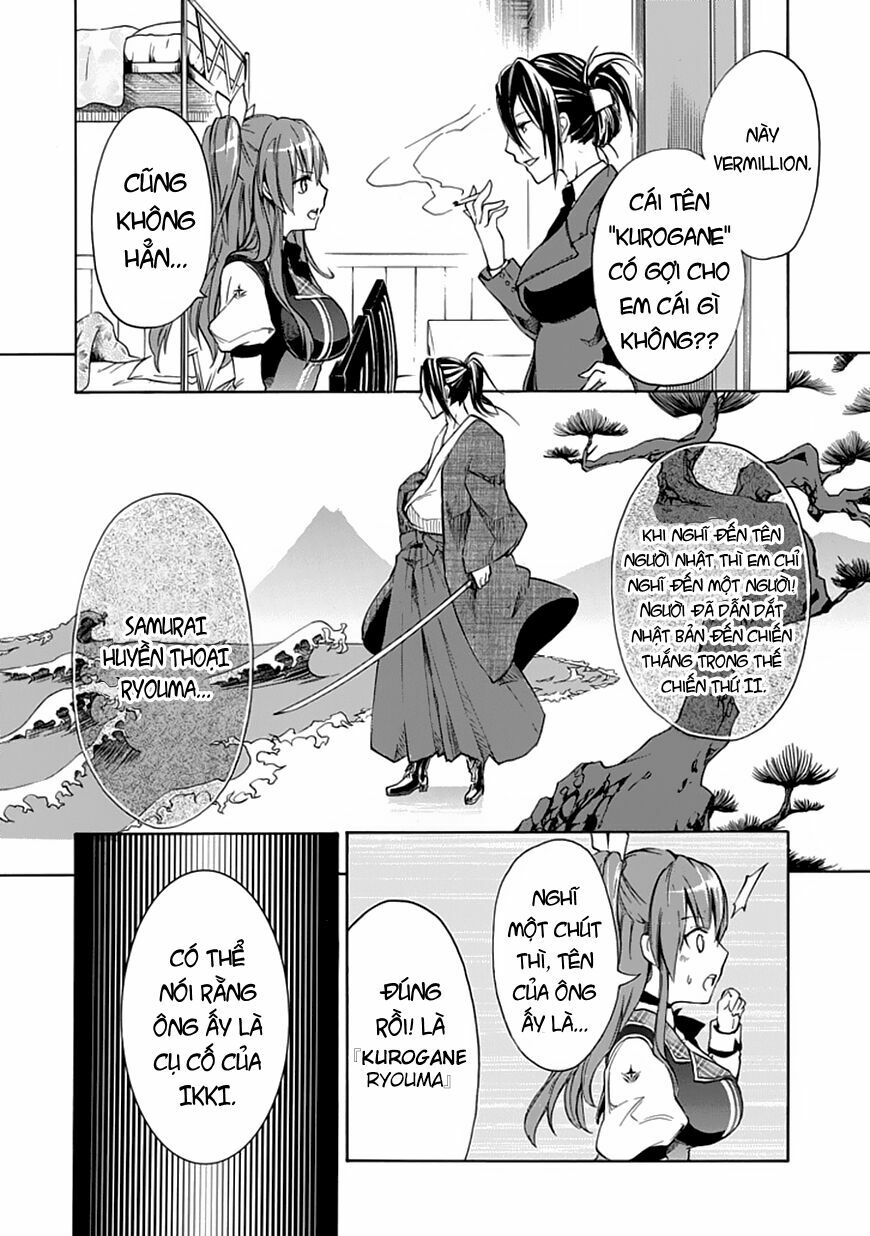 NÀY
VERMILLION.
CÁI TÊN
"KUROGANE"
CÓ GỢI CHO
EM CÁI GÌ
KHÔNG??
CŨNG
KHÔNG
HẲN...
KHI NGHĨ ĐẾN TÊN
NGƯỜI NHẬT THÌ EM CHỈ
NGHĨ ĐẾN MỘT NGƯỜI!
NGƯỜI ĐÃ DẪN DẮT
NHẬT BẢN ĐẾN CHIẾN
THẮNG TRONG THẾ
CHIẾN THỨ II.
SAMURAI
HUYỀN THOẠI
RYOUMA...
NGHĨ
MỘT CHÚT
THÌ, TÊN
CỦA ÔNG
ẤY LÀ...
ĐÚNG
RỒI! LÀ
『KUROGANE
RYOUMA』
CÓ THỂ
NÓI RẰNG
ÔNG ẤY LÀ
CỤ CỐ CỦA
IKKI.